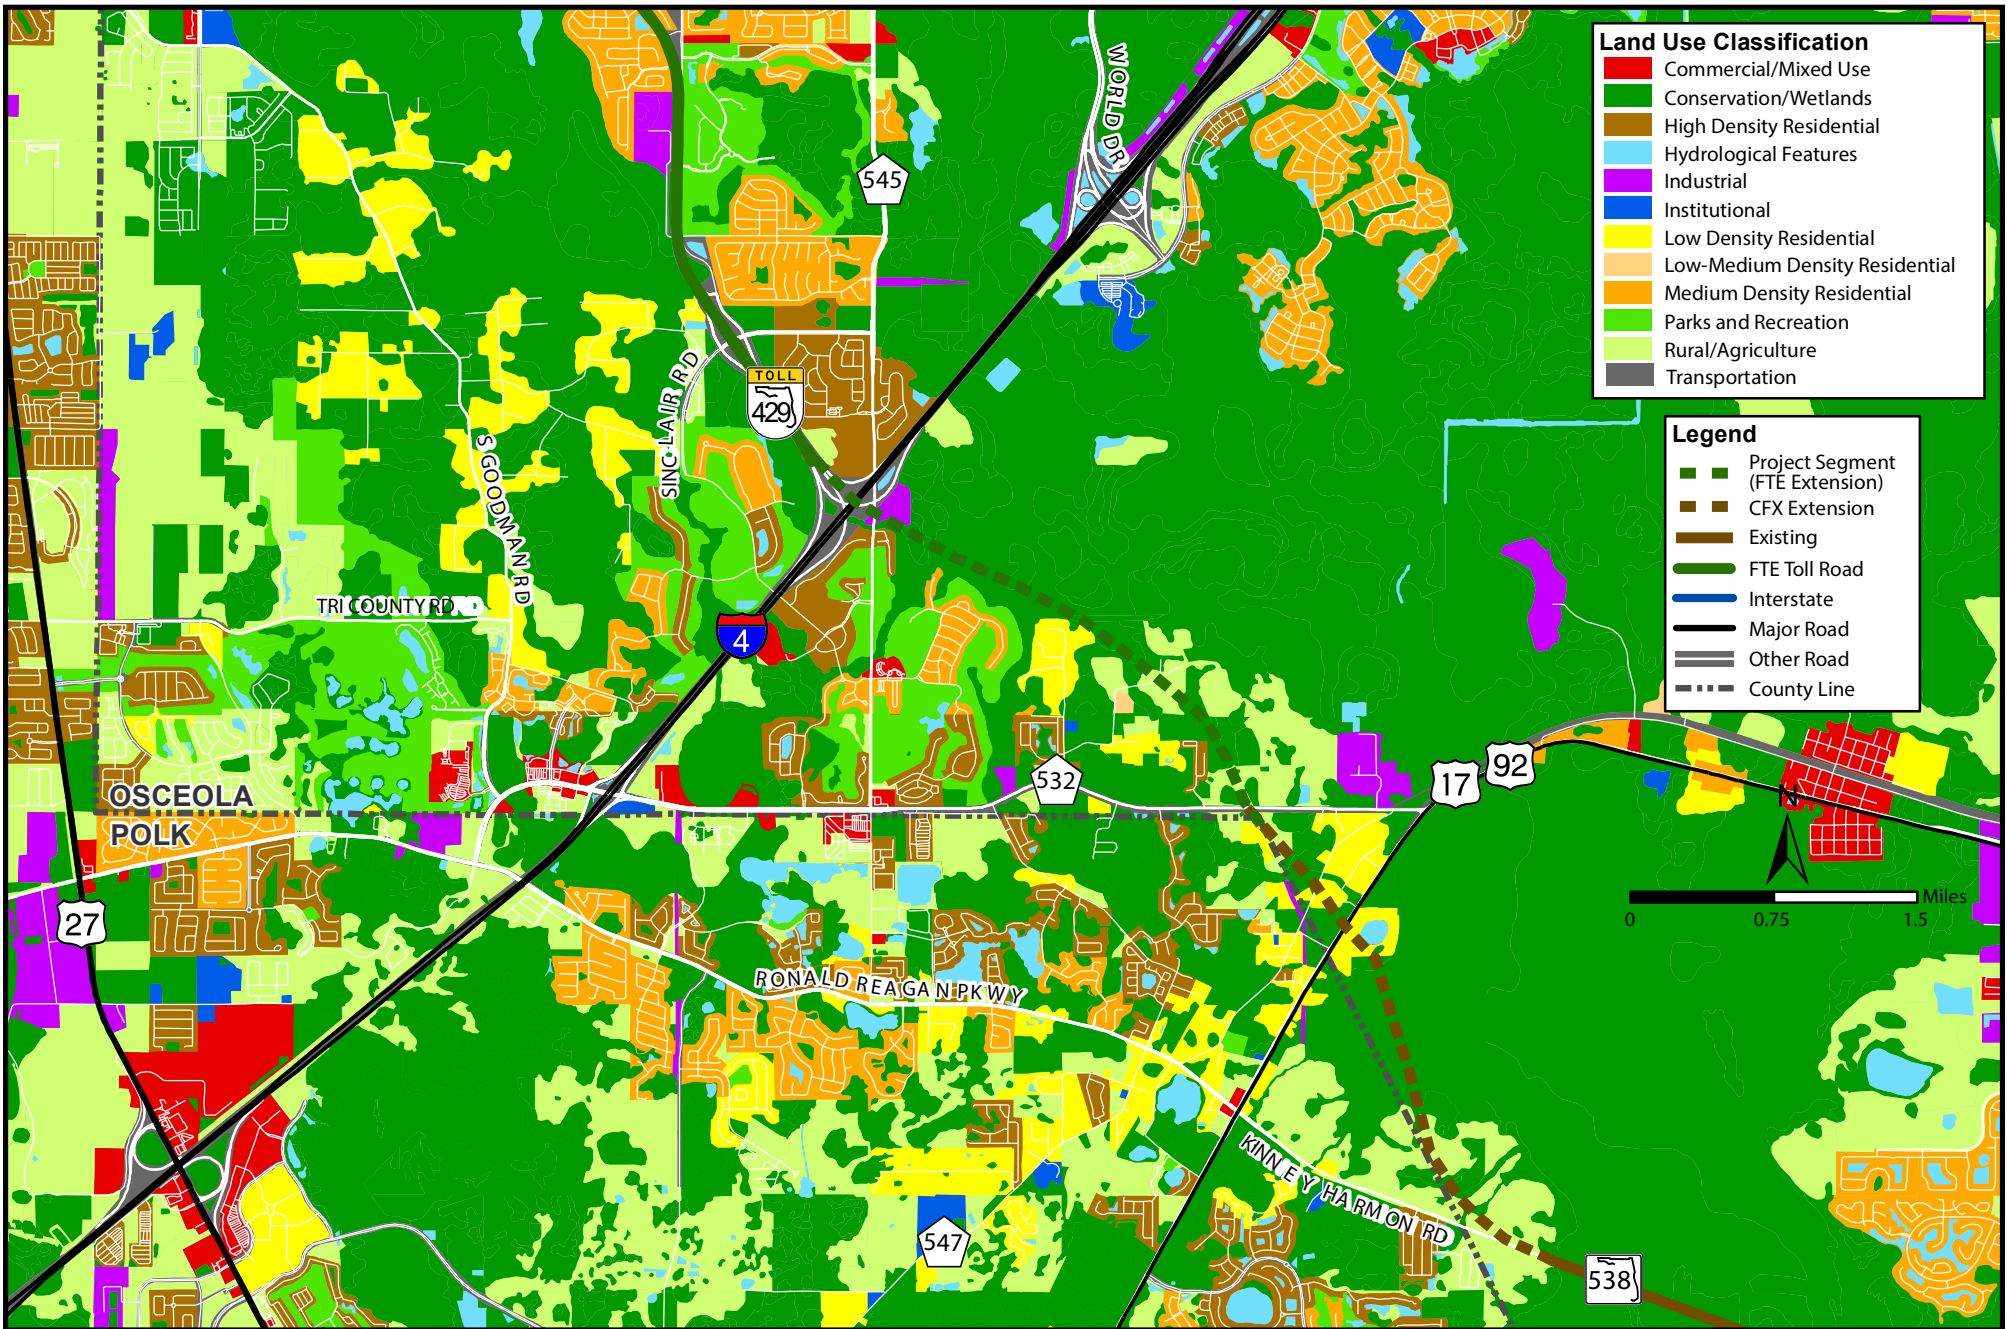 Land Use Classification
Commercial/Mixed Use
Conservation/Wetlands
High Density Residential
Hydrological Features
Industrial
Institutional
Low Density Residential
Low-Medium Density Residential
Medium Density Residential
Parks and Recreation
Rural/Agriculture
Transportation
Legend
Project Segment
(FTE Extension)
CFX Extension
Existing
FTE Toll Road
Interstate
Major Road
Other Road
County Line
WORLD DR
545
SINCLAIR RD
TOLL
429
S GOODMAN RD
TRI COUNTY RD
4
532
17
92
OSCEOLA
POLK
N
Miles
0
0.75
1.5
27
RONALD REAGAN PKWY
KINNEY HARMON RD
547
538